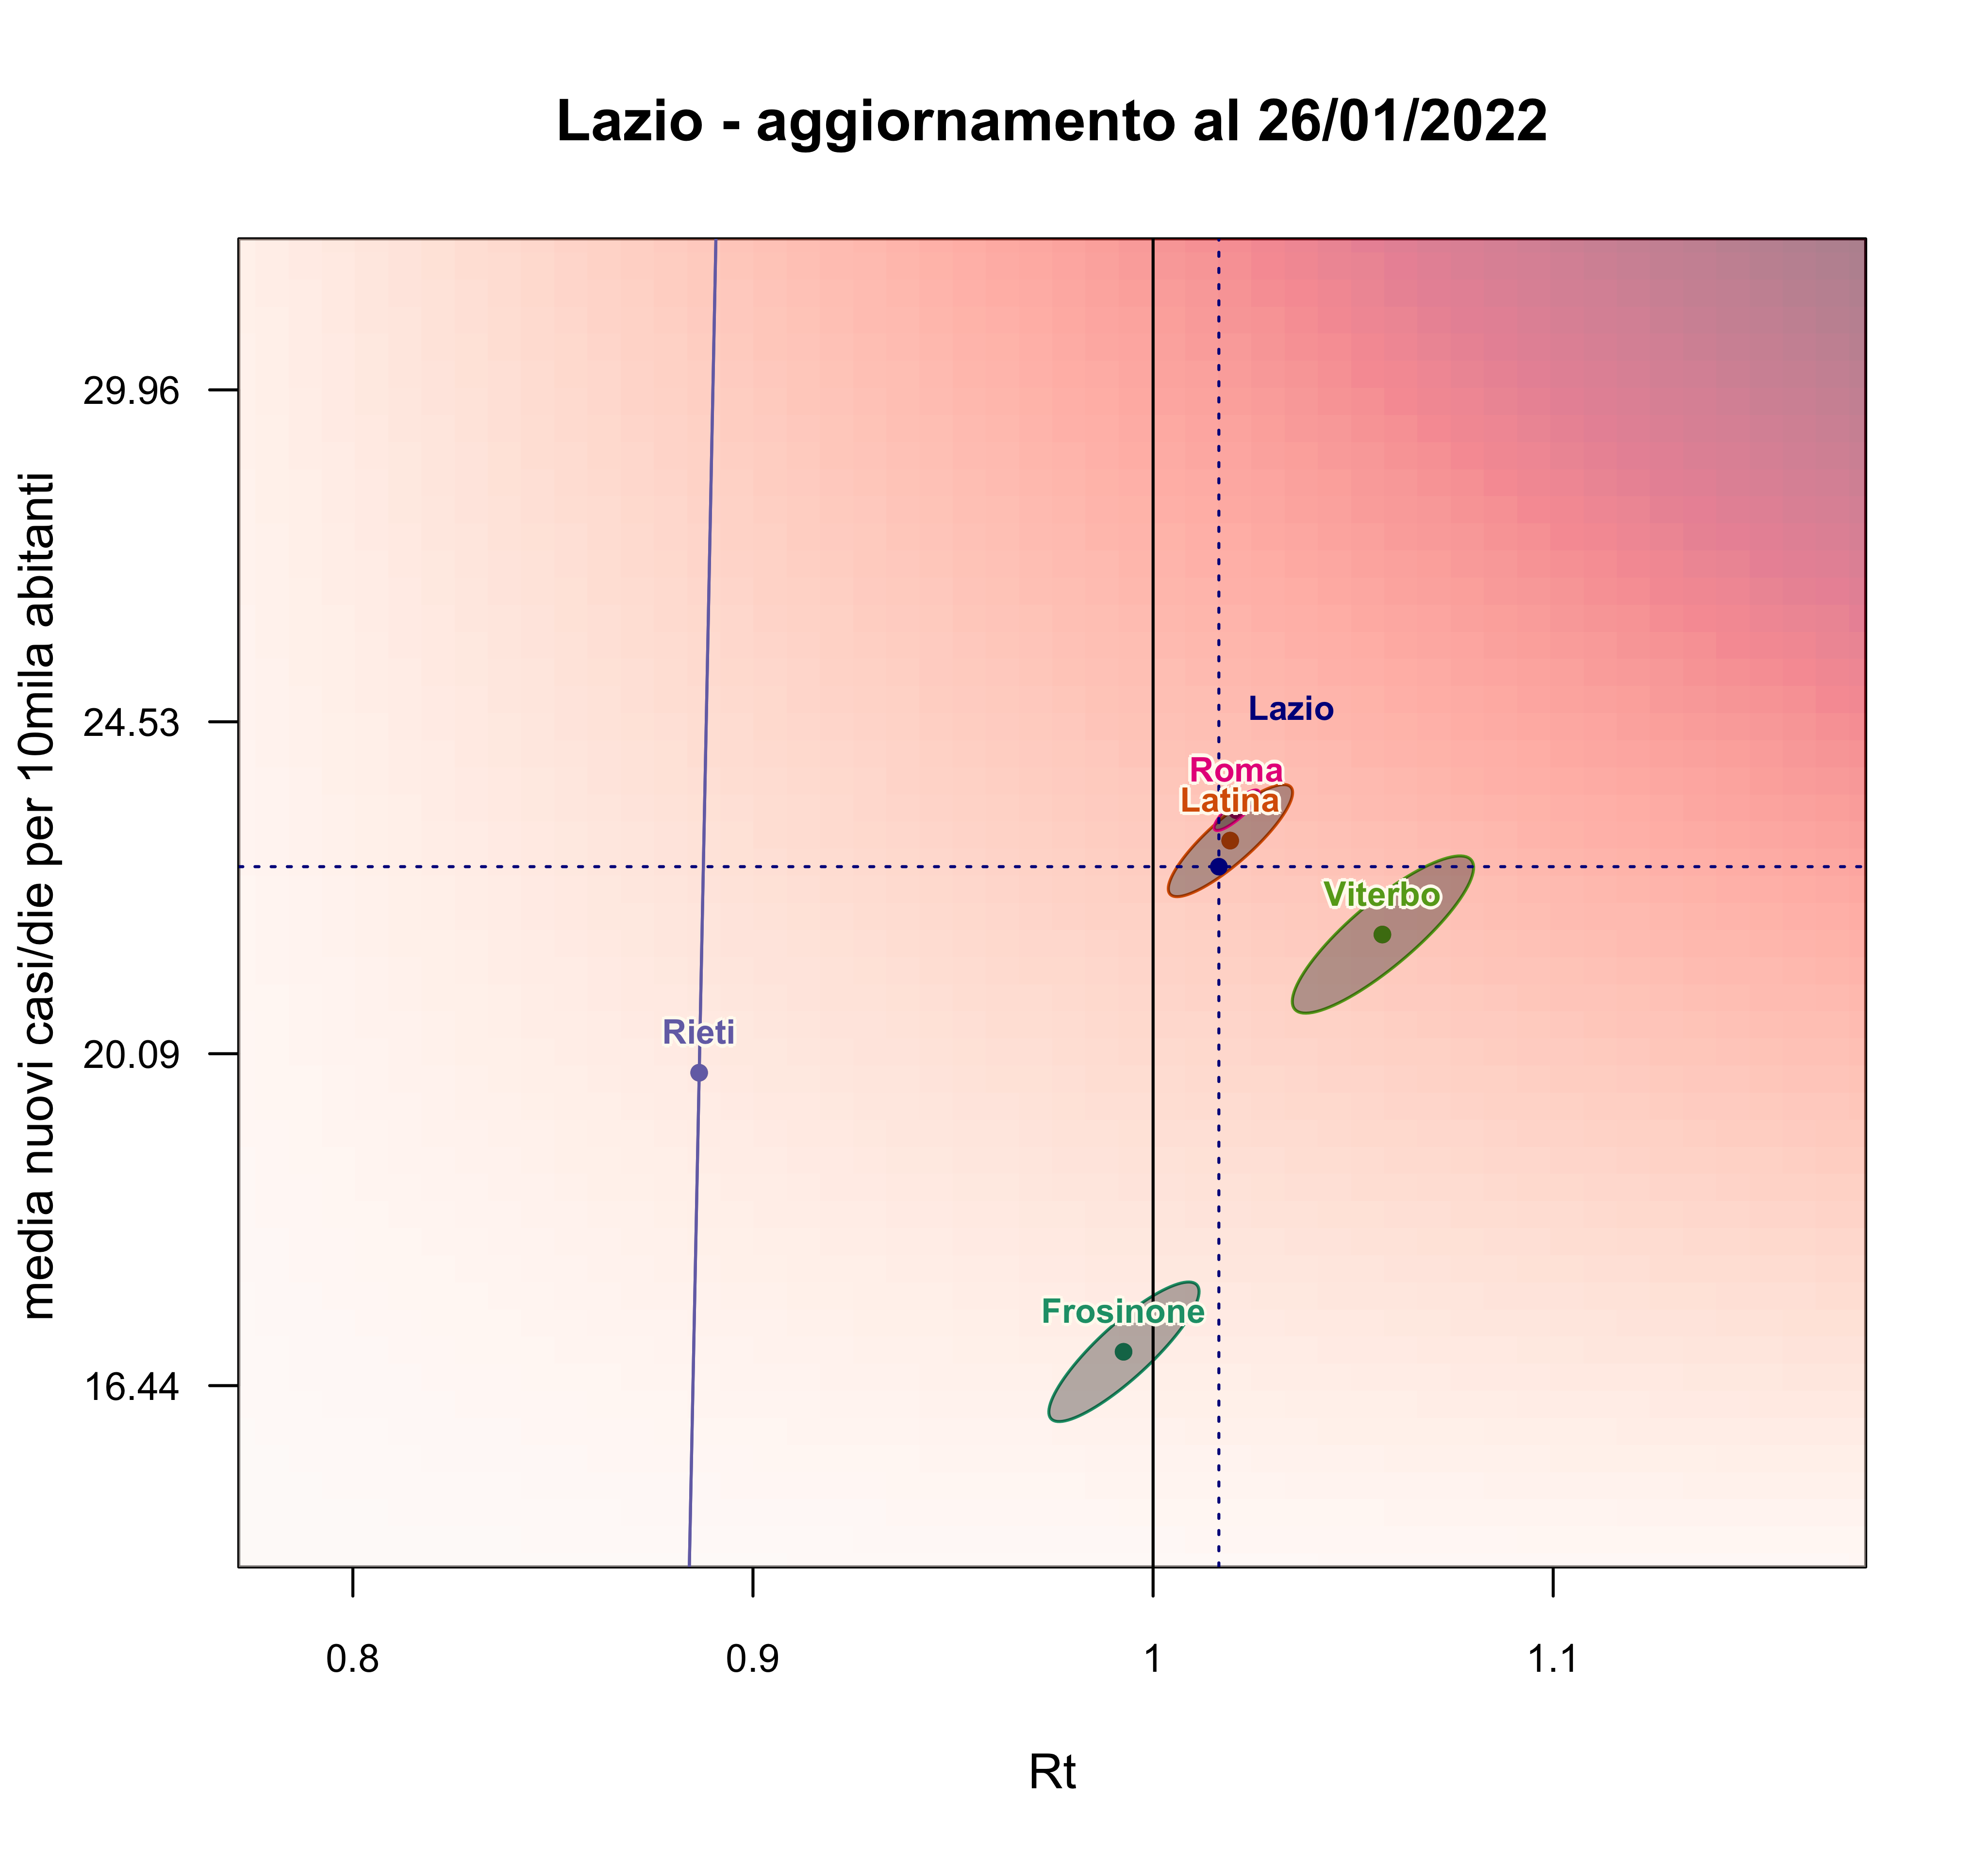 Lazio - aggiornamento al 26/01/2022
media nuovi casi/die per 10mila abitanti
29.96
24.53
20.09
16.44
Lazio
Roma
Latina
Viterbo
Rieti
Frosinone
0.8 0.9 1 1.1
Rt